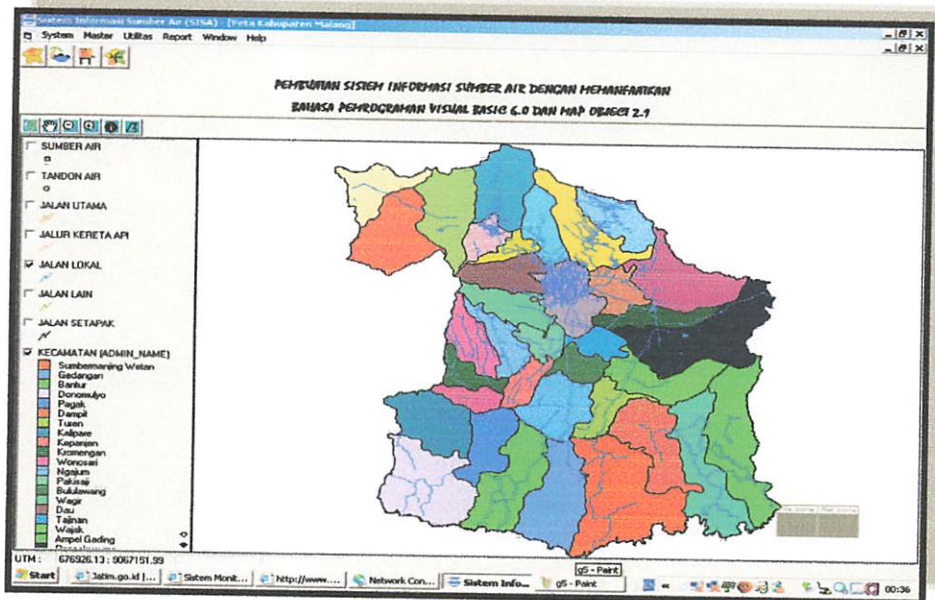 Sistem Informasi Sumber Air (SISA) - [Peta Kabupaten Malang]
System Master Utilitas Report Window Help
PEMBUATAN SISTEM INFORMASI SUMBER AIR DENGAN MEMANFAATKAN
BAHASA PEMROGRAMAN VISUAL BASIC 6.0 DAN MAP OBJECT 2.1
SUMBER AIR
TANDON AIR
JALAN UTAMA
JALUR KERETA API
JALAN LOKAL
JALAN LAIN
JALAN SETAPAK
KECAMATAN (ADMIN_NAME)
Sumbermanjing Wetan
Gedangan
Bantur
Donomulyo
Pagak
Dampit
Turen
Kalipare
Kepanjen
Kromengan
Wonosari
Ngajum
Pakisaji
Bululawang
Wagir
Dau
Tajinan
Wajak
Ampel Gading
UTM : 676926.13 : 9067151.99
g5 - Paint
Start Jatim.go.id |... Sistem Monit... http://www.... Network Con... Sistem Info... g5 - Paint « 00:36